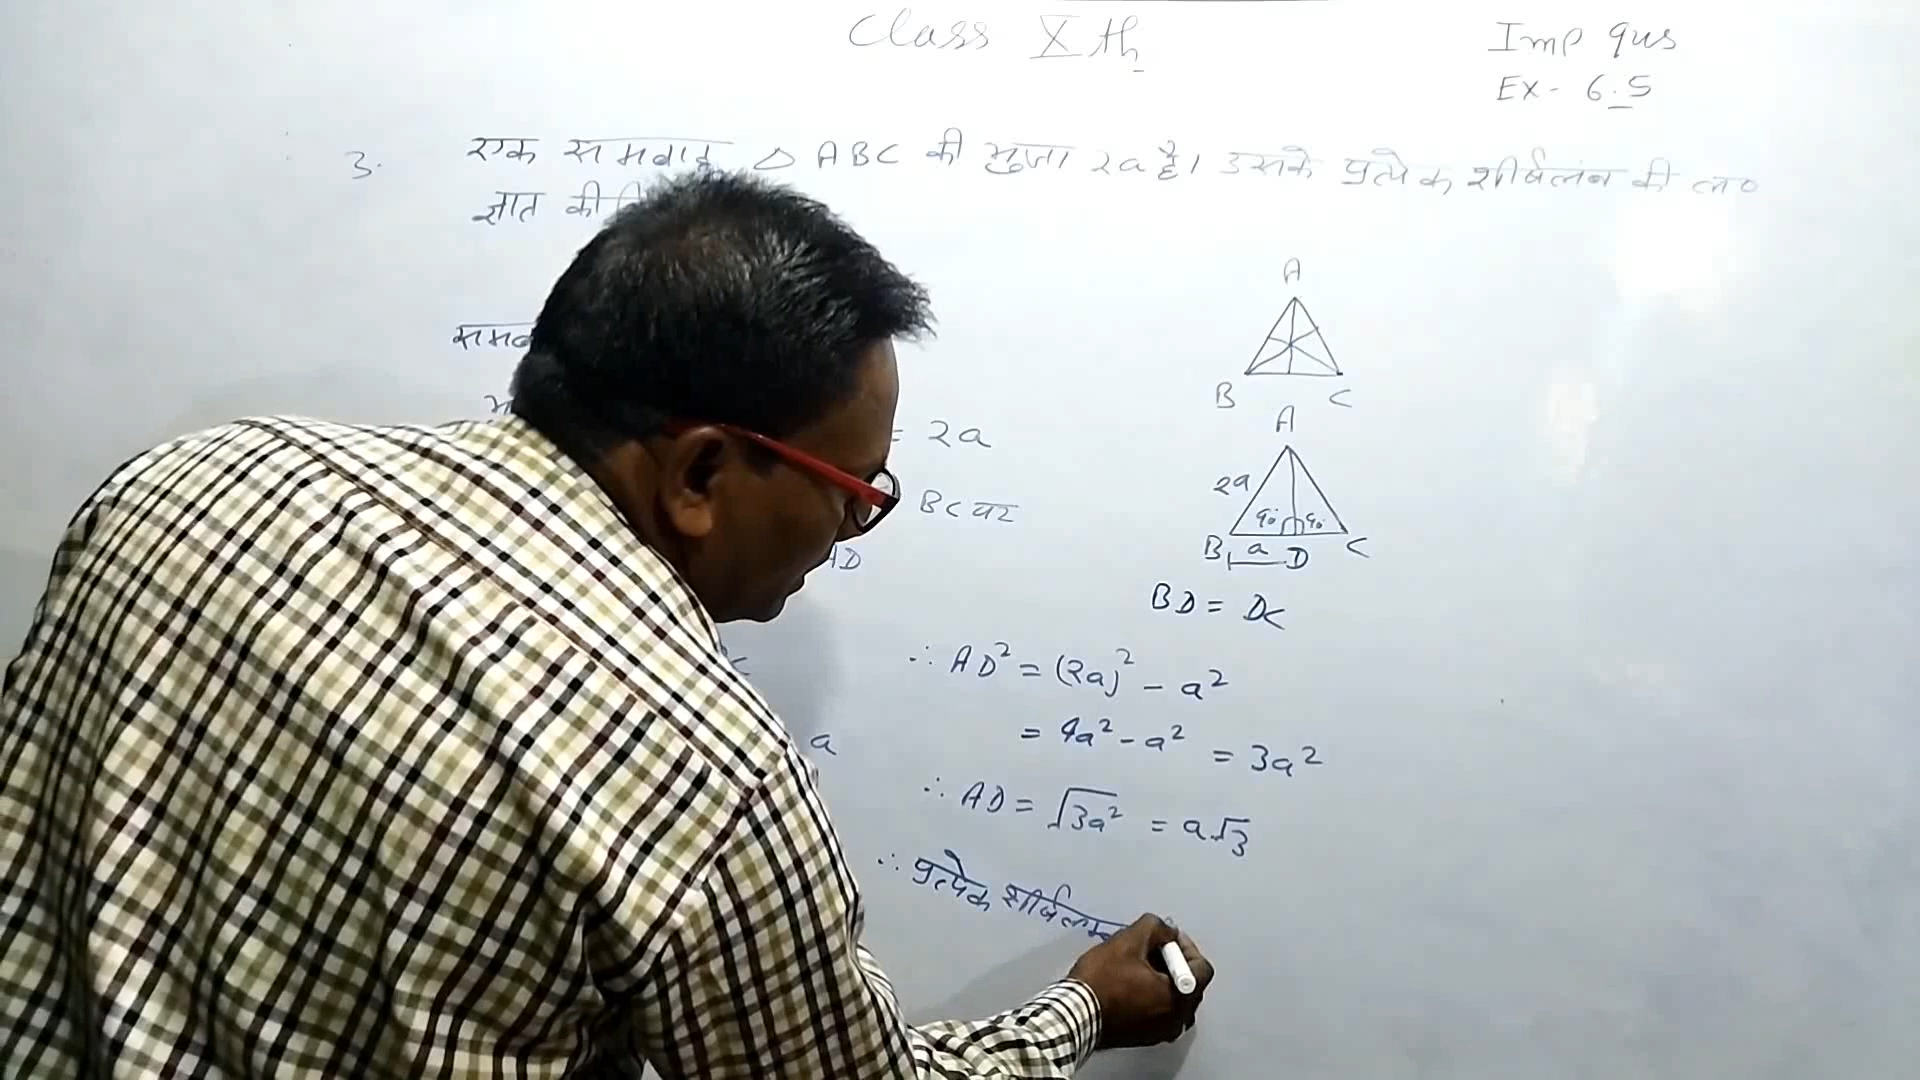 Class Xth
Imp qus
Ex - 6.5
3. एक समबाहु △ ABC की भुजा 2a है। उसके प्रत्येक शीर्षलंब की ल०
ज्ञात
A
B C
= 2a
A
2a
90° 90°
B a D C
BC पर
AD
BD = DC
∴ AD² = (2a)² - a²
= 4a² - a² = 3a²
a
∴ AD = √3a² = a√3
∴ प्रत्येक शीर्षलम्ब